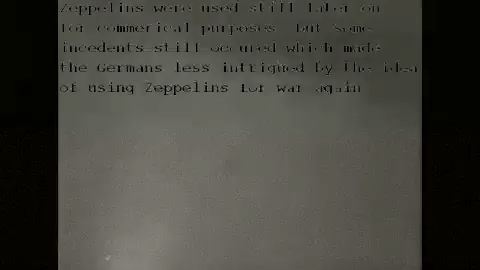 Zeppelins were used still later on
for commerical purposes but some
incedents still occured which made
the Germans less intrigued by the idea
of using Zeppelins for war again